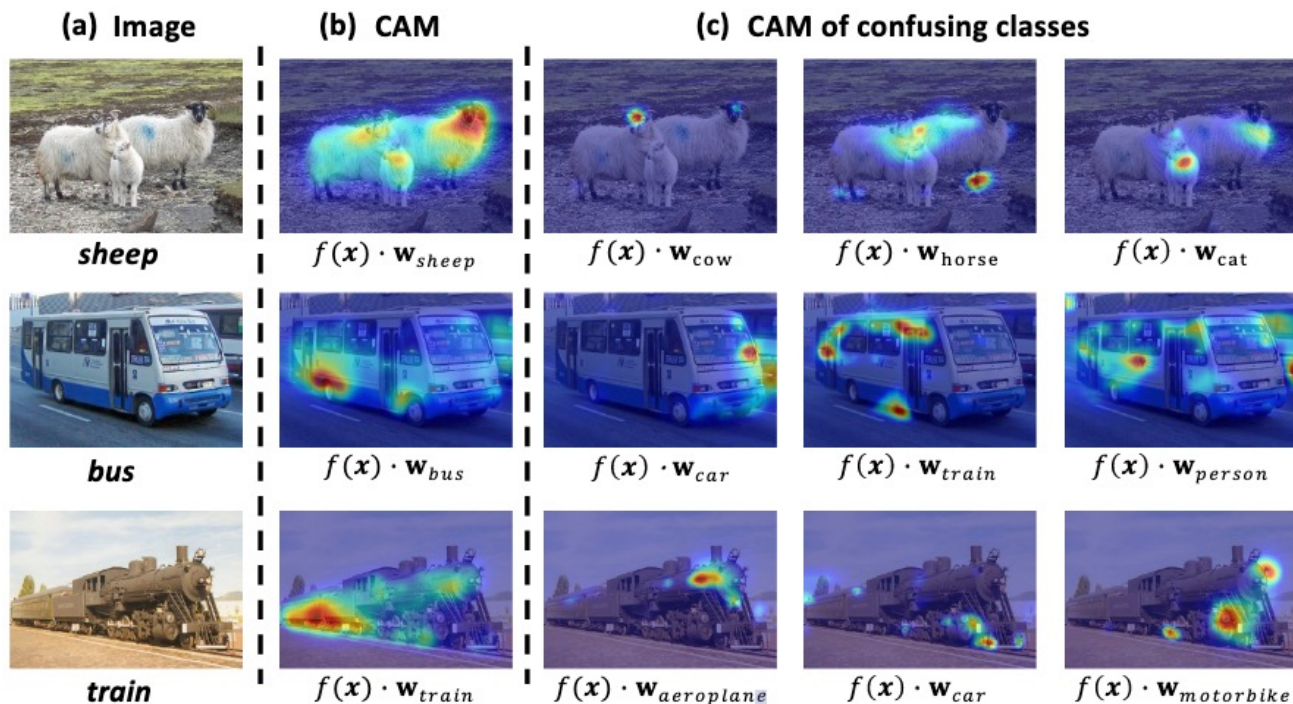 (a) Image (b) CAM (c) CAM of confusing classes
sheep f(x) · w_sheep f(x) · w_cow f(x) · w_horse f(x) · w_cat
bus f(x) · w_bus f(x) · w_car f(x) · w_train f(x) · w_person
train f(x) · w_train f(x) · w_aeroplane f(x) · w_car f(x) · w_motorbike